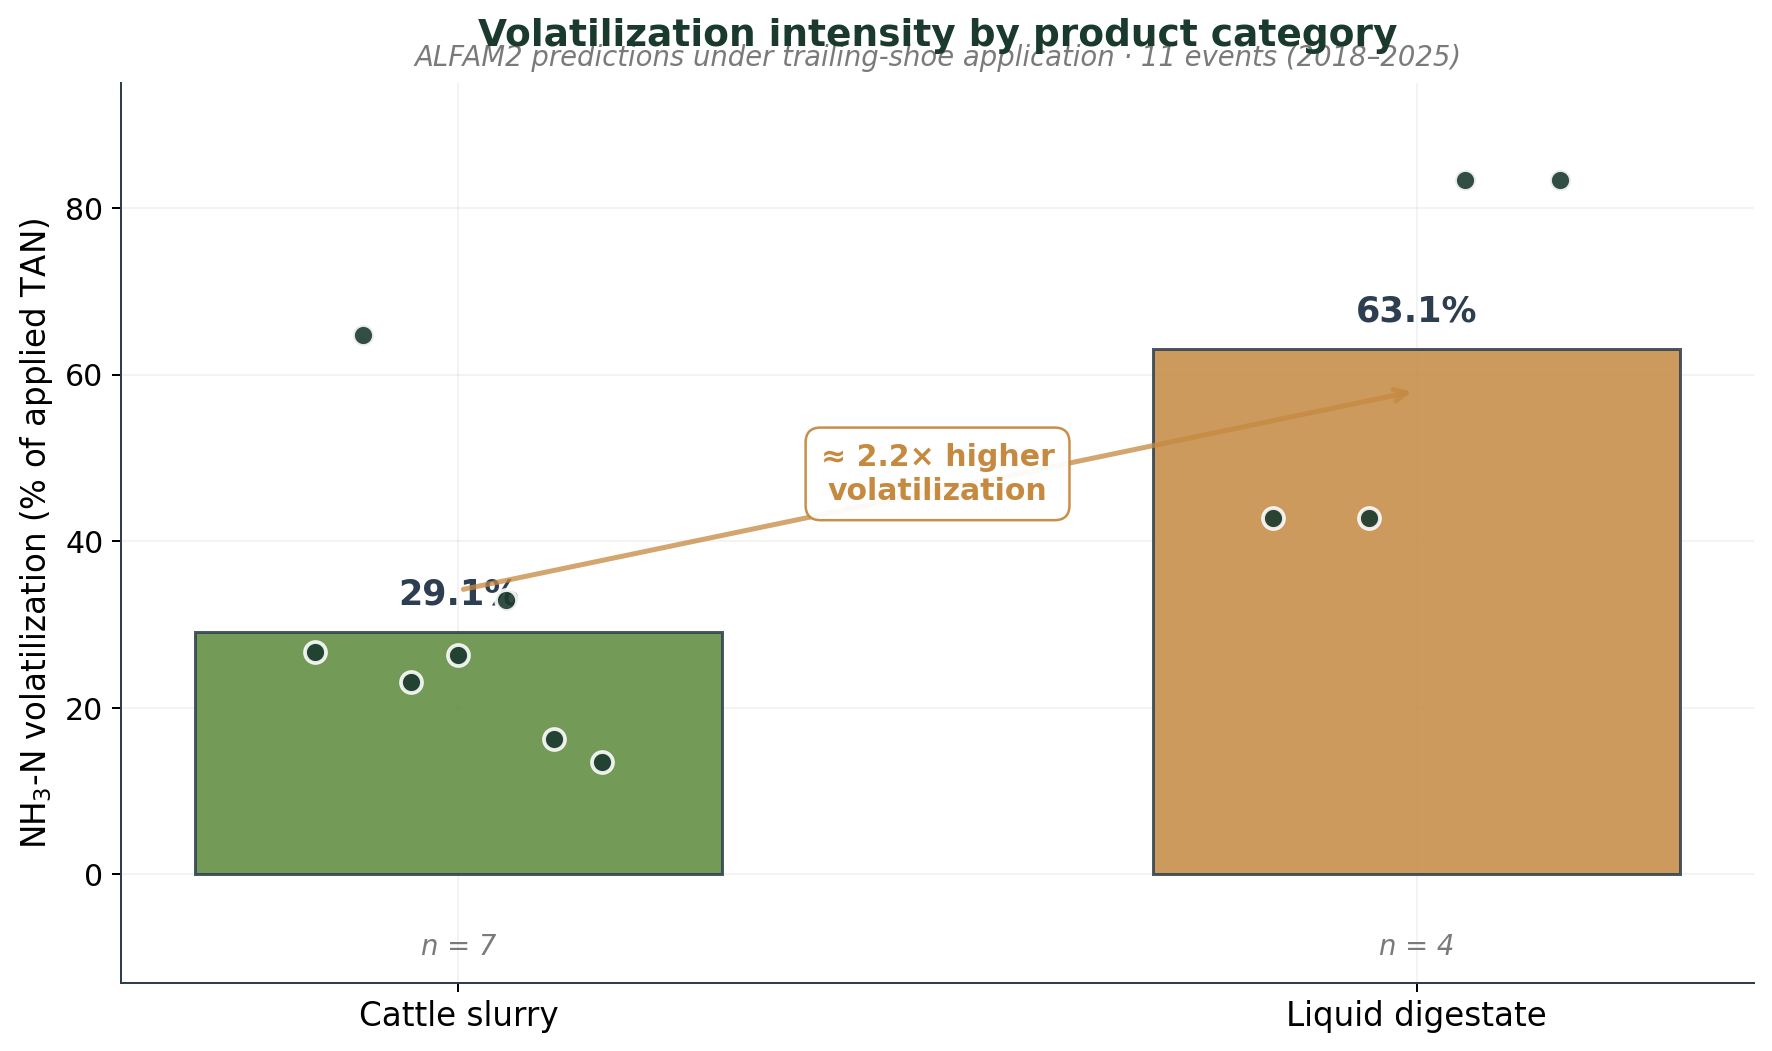 Volatilization intensity by product category
ALFAM2 predictions under trailing-shoe application · 11 events (2018–2025)
NH₃-N volatilization (% of applied TAN)
80
60
40
20
0
29.1%
≈ 2.2× higher
volatilization
63.1%
n = 7
n = 4
Cattle slurry
Liquid digestate